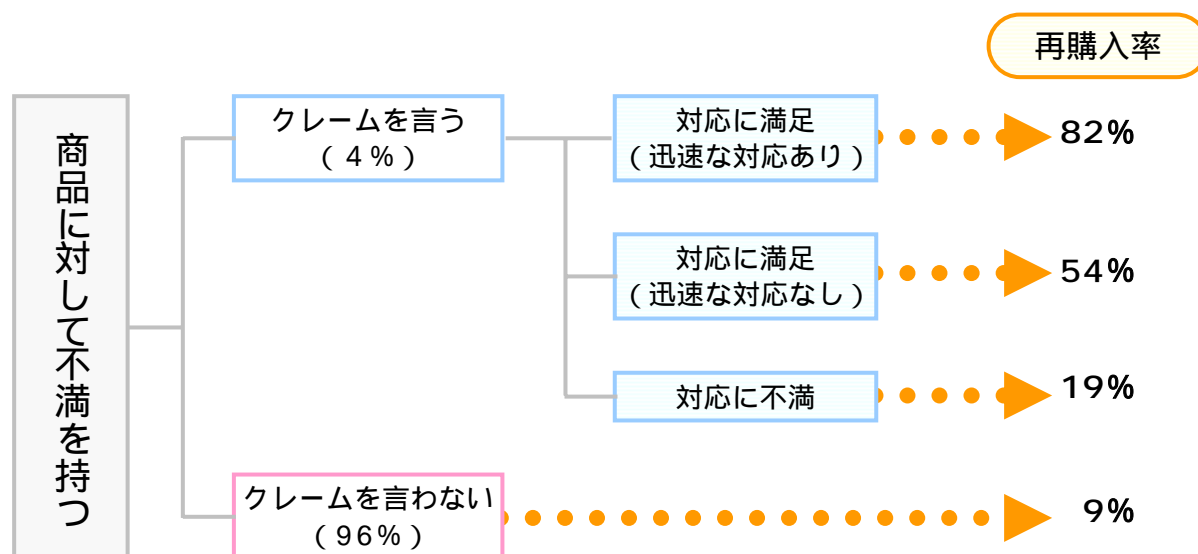 再購入率
商品に対して不満を持つ
クレームを言う
(4%)
対応に満足
(迅速な対応あり)
82%
対応に満足
(迅速な対応なし)
54%
対応に不満
19%
クレームを言わない
(96%)
9%